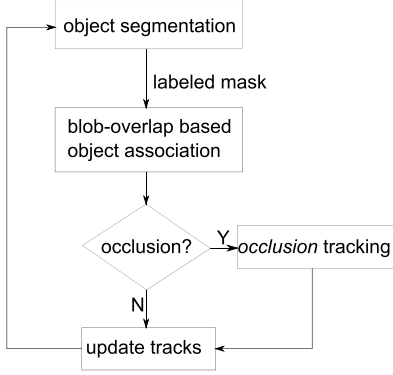 object segmentation
labeled mask
blob-overlap based
object association
occlusion?
Y
occlusion tracking
N
update tracks